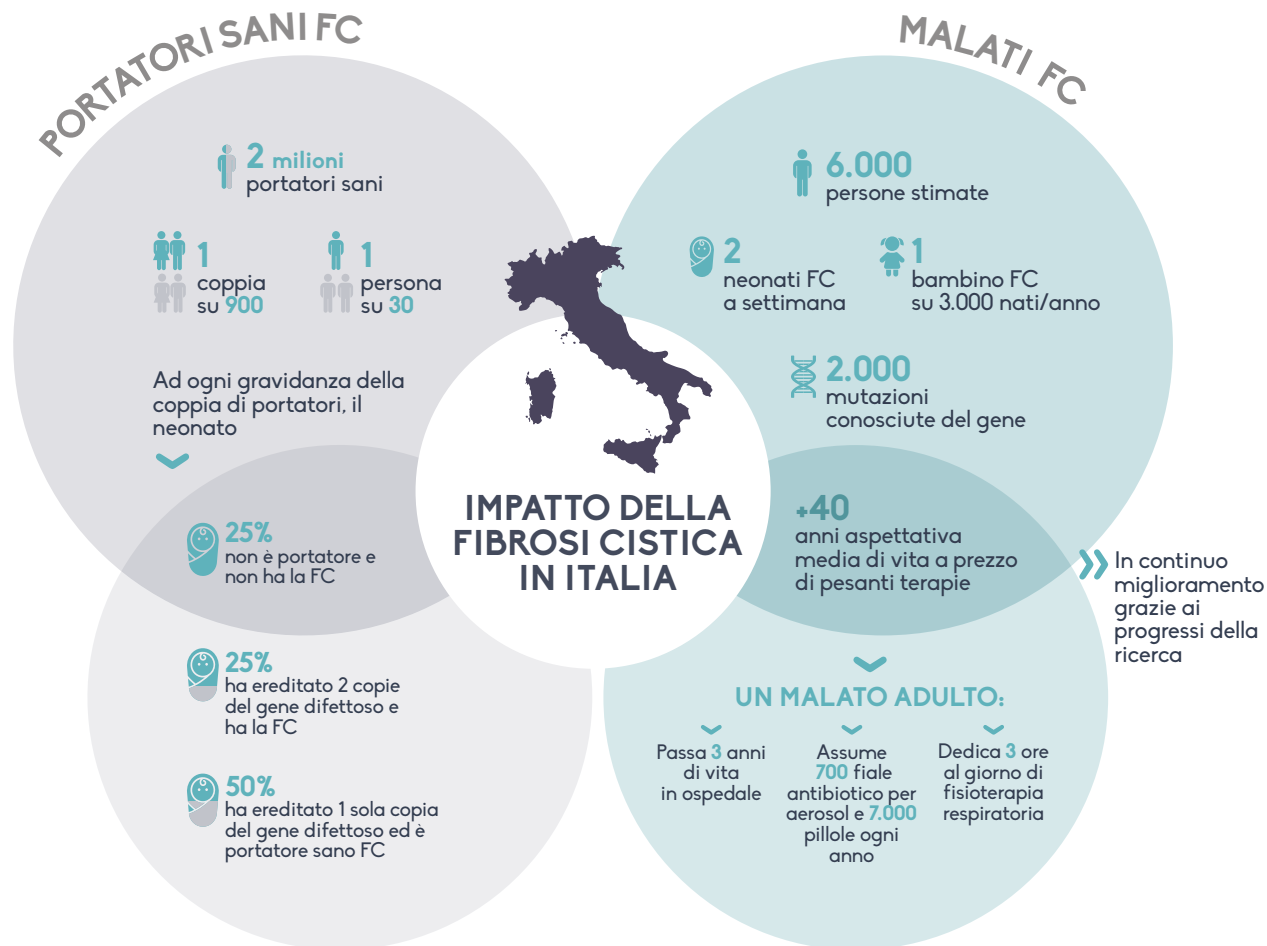 PORTATORI SANI FC
2 milioni
portatori sani
1
coppia
su 900
1
persona
su 30
Ad ogni gravidanza della
coppia di portatori, il
neonato
25%
non è portatore e
non ha la FC
25%
ha ereditato 2 copie
del gene difettoso e
ha la FC
50%
ha ereditato 1 sola copia
del gene difettoso ed è
portatore sano FC
IMPATTO DELLA
FIBROSI CISTICA
IN ITALIA
MALATI FC
6.000
persone stimate
2
neonati FC
a settimana
1
bambino FC
su 3.000 nati/anno
2.000
mutazioni
conosciute del gene
+40
anni aspettativa
media di vita a prezzo
di pesanti terapie
In continuo
miglioramento
grazie ai
progressi della
ricerca
UN MALATO ADULTO:
Passa 3 anni
di vita
in ospedale
Assume
700 fiale
antibiotico per
aerosol e 7.000
pillole ogni
anno
Dedica 3 ore
al giorno di
fisioterapia
respiratoria